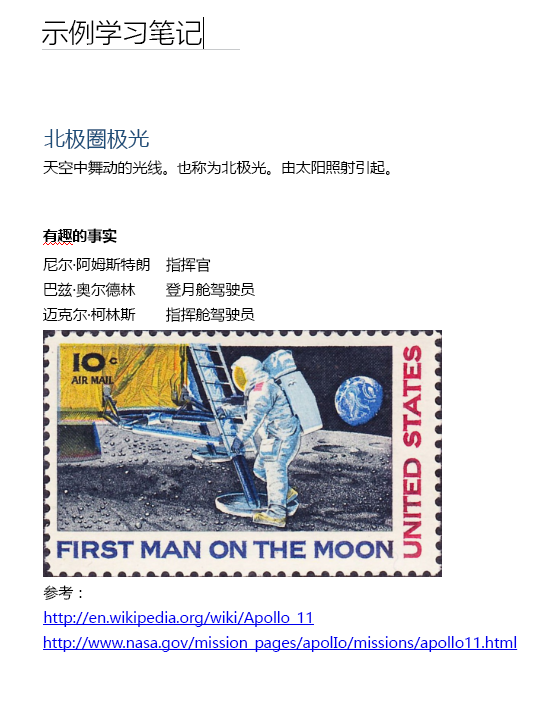 示例学习笔记
北极圈极光
天空中舞动的光线。也称为北极光。由太阳照射引起。
有趣的事实
尼尔·阿姆斯特朗 指挥官
巴兹·奥尔德林 登月舱驾驶员
迈克尔·柯林斯 指挥舱驾驶员
10c
AIR MAIL
UNITED STATES
FIRST MAN ON THE MOON
参考：
http://en.wikipedia.org/wiki/Apollo_11
http://www.nasa.gov/mission_pages/apolIo/missions/apollo11.html